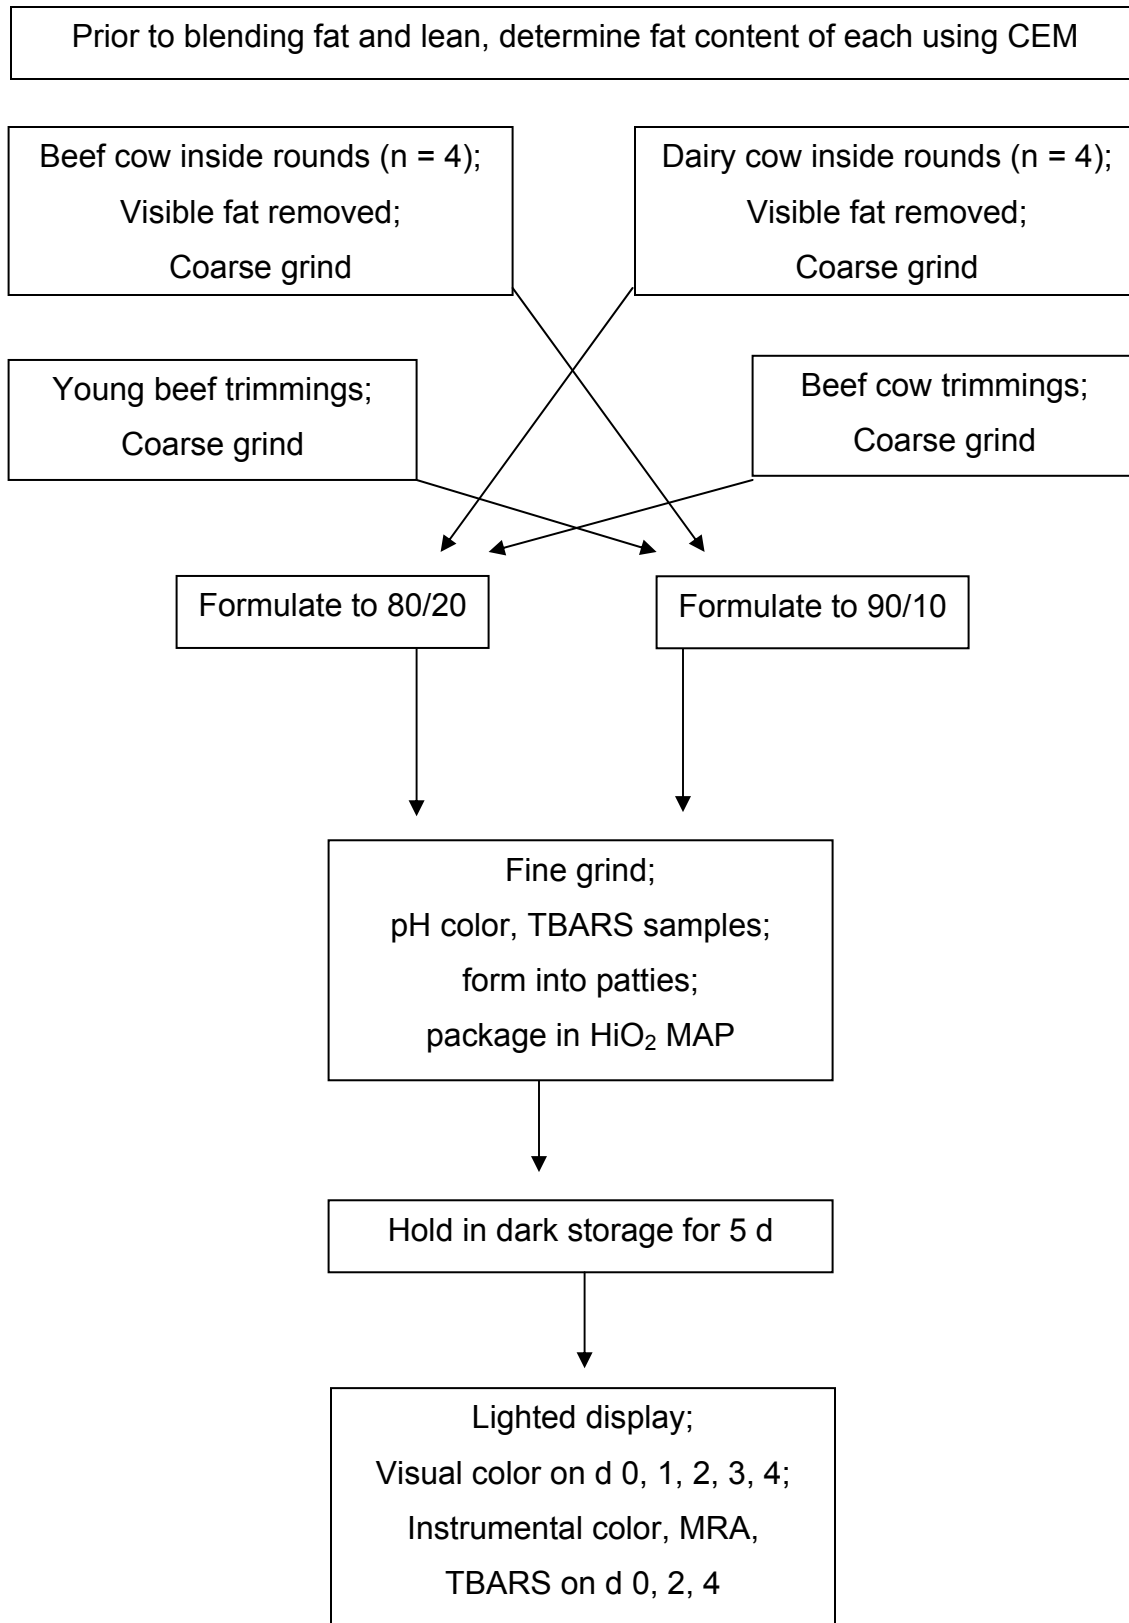 Prior to blending fat and lean, determine fat content of each using CEM
Beef cow inside rounds (n = 4);
Visible fat removed;
Coarse grind
Dairy cow inside rounds (n = 4);
Visible fat removed;
Coarse grind
Young beef trimmings;
Coarse grind
Beef cow trimmings;
Coarse grind
Formulate to 80/20
Formulate to 90/10
Fine grind;
pH color, TBARS samples;
form into patties;
package in HiO₂ MAP
Hold in dark storage for 5 d
Lighted display;
Visual color on d 0, 1, 2, 3, 4;
Instrumental color, MRA,
TBARS on d 0, 2, 4